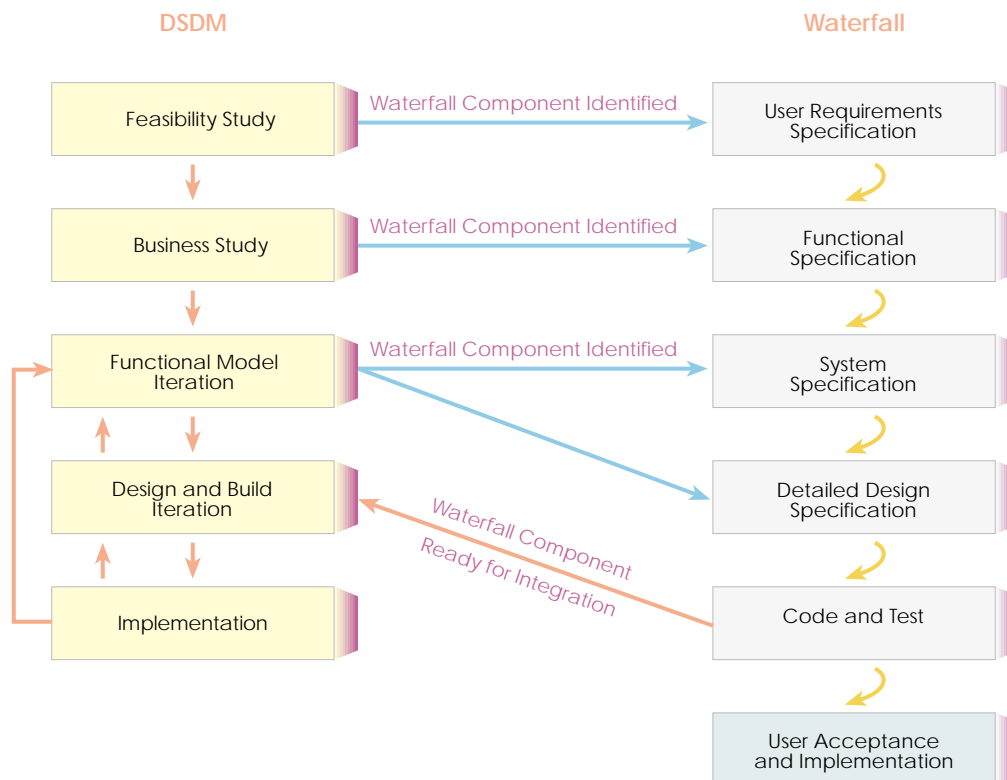 DSDM
Waterfall
Feasibility Study
Waterfall Component Identified
User Requirements
Specification
Business Study
Waterfall Component Identified
Functional
Specification
Functional Model
Iteration
Waterfall Component Identified
System
Specification
Design and Build
Iteration
Waterfall Component
Ready for Integration
Detailed Design
Specification
Implementation
Code and Test
User Acceptance
and Implementation